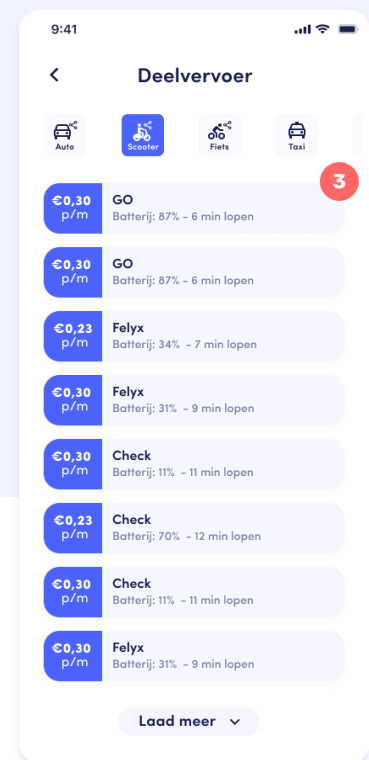 9:41
Deelvervoer
Auto
Scooter
Fiets
Taxi
3
€0,30
p/m
GO
Batterij: 87% - 6 min lopen
€0,30
p/m
GO
Batterij: 87% - 6 min lopen
€0,23
p/m
Felyx
Batterij: 34%  - 7 min lopen
€0,30
p/m
Felyx
Batterij: 31%  - 9 min lopen
€0,30
p/m
Check
Batterij: 11%  - 11 min lopen
€0,23
p/m
Check
Batterij: 70%  - 12 min lopen
€0,30
p/m
Check
Batterij: 11%  - 11 min lopen
€0,30
p/m
Felyx
Batterij: 31%  - 9 min lopen
Laad meer